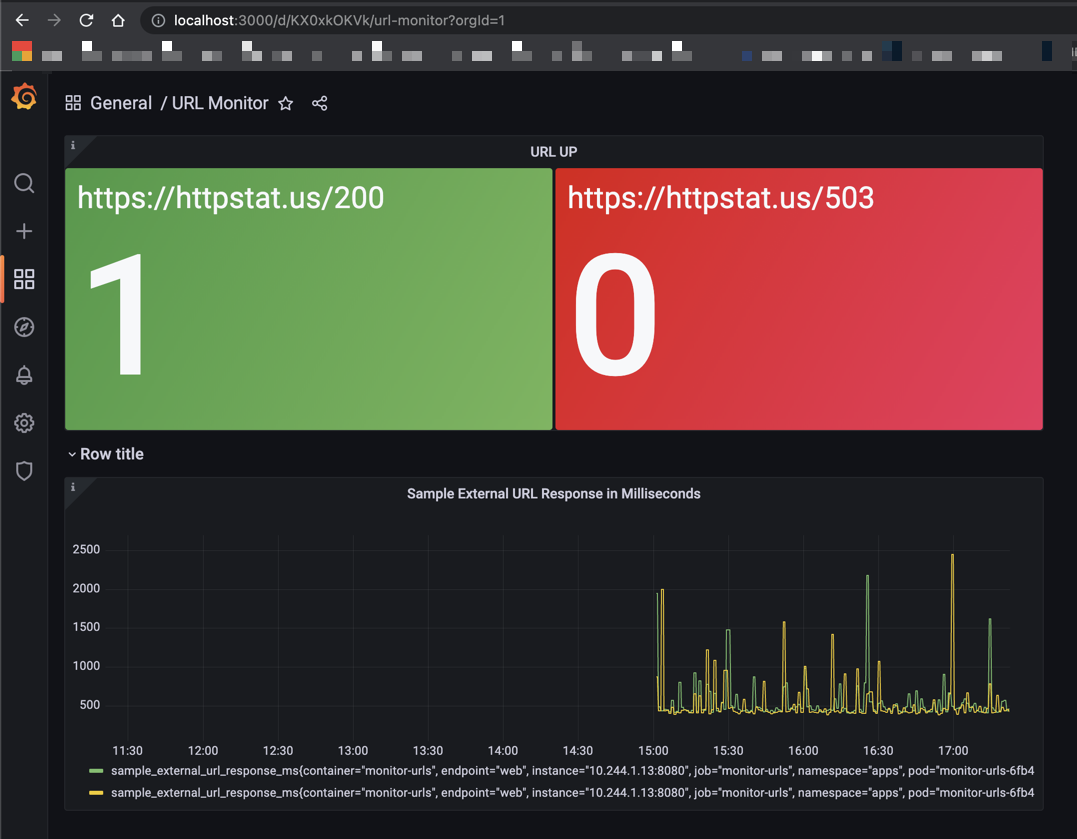 localhost:3000/d/KX0xkOKVk/url-monitor?orgId=1
General / URL Monitor
URL UP
https://httpstat.us/200
https://httpstat.us/503
1
0
Row title
Sample External URL Response in Milliseconds
2500
2000
1500
1000
500
11:30 12:00 12:30 13:00 13:30 14:00 14:30 15:00 15:30 16:00 16:30 17:00
sample_external_url_response_ms{container="monitor-urls", endpoint="web", instance="10.244.1.13:8080", job="monitor-urls", namespace="apps", pod="monitor-urls-6fb4
sample_external_url_response_ms{container="monitor-urls", endpoint="web", instance="10.244.1.13:8080", job="monitor-urls", namespace="apps", pod="monitor-urls-6fb4